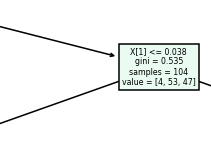 X[1] <= 0.038
gini = 0.535
samples = 104
value = [4, 53, 47]